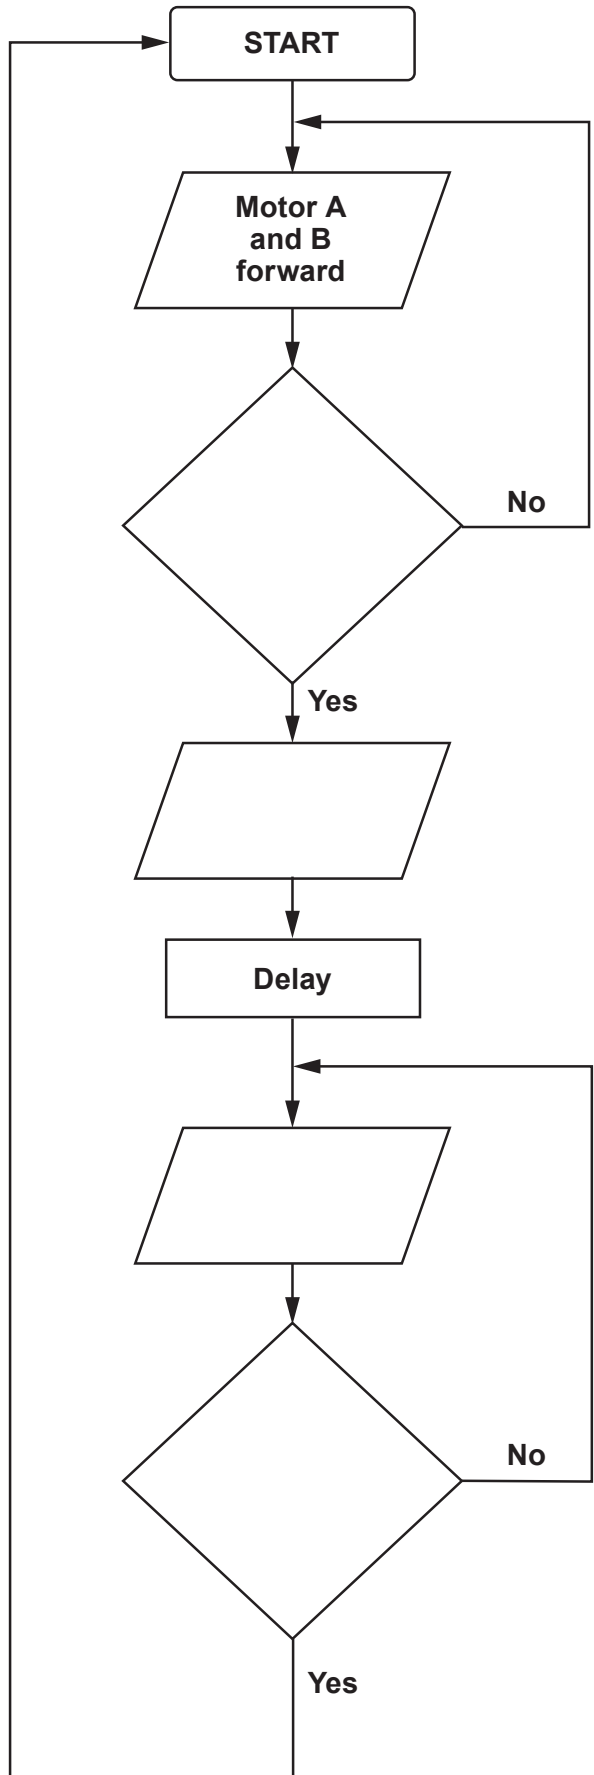 START
Motor A
and B
forward
No
Yes
Delay
No
Yes